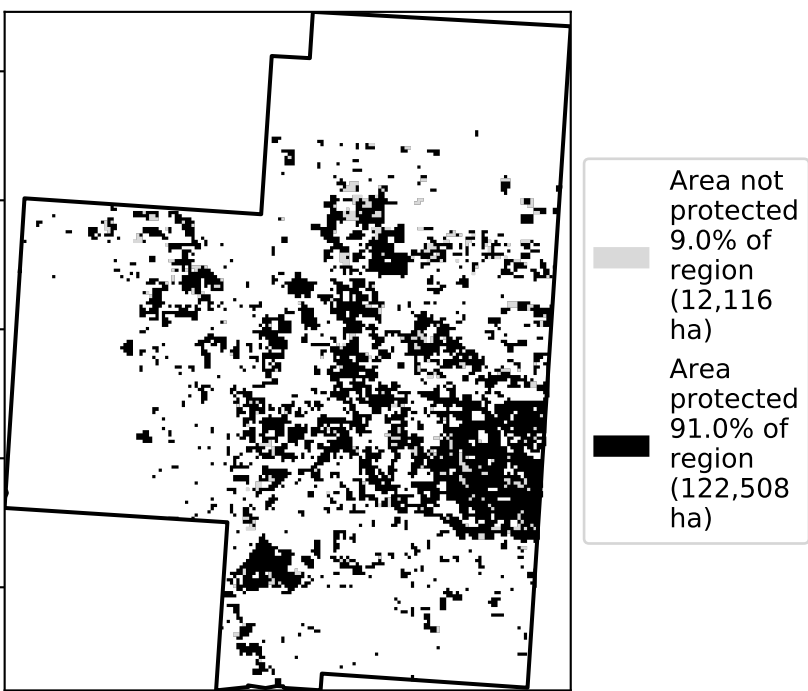 Area not
protected
9.0% of
region
(12,116
ha)
Area
protected
91.0% of
region
(122,508
ha)